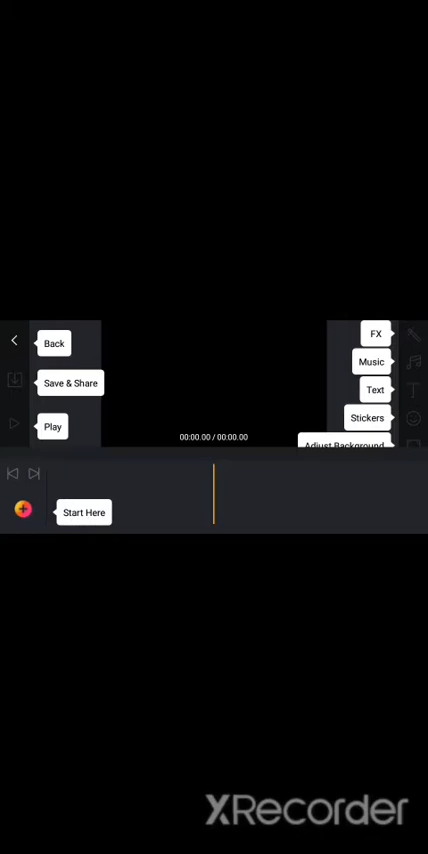 Back
Save & Share
Play
FX
Music
Text
Stickers
Adjust Background
00:00.00 / 00:00.00
Start Here
XRecorder